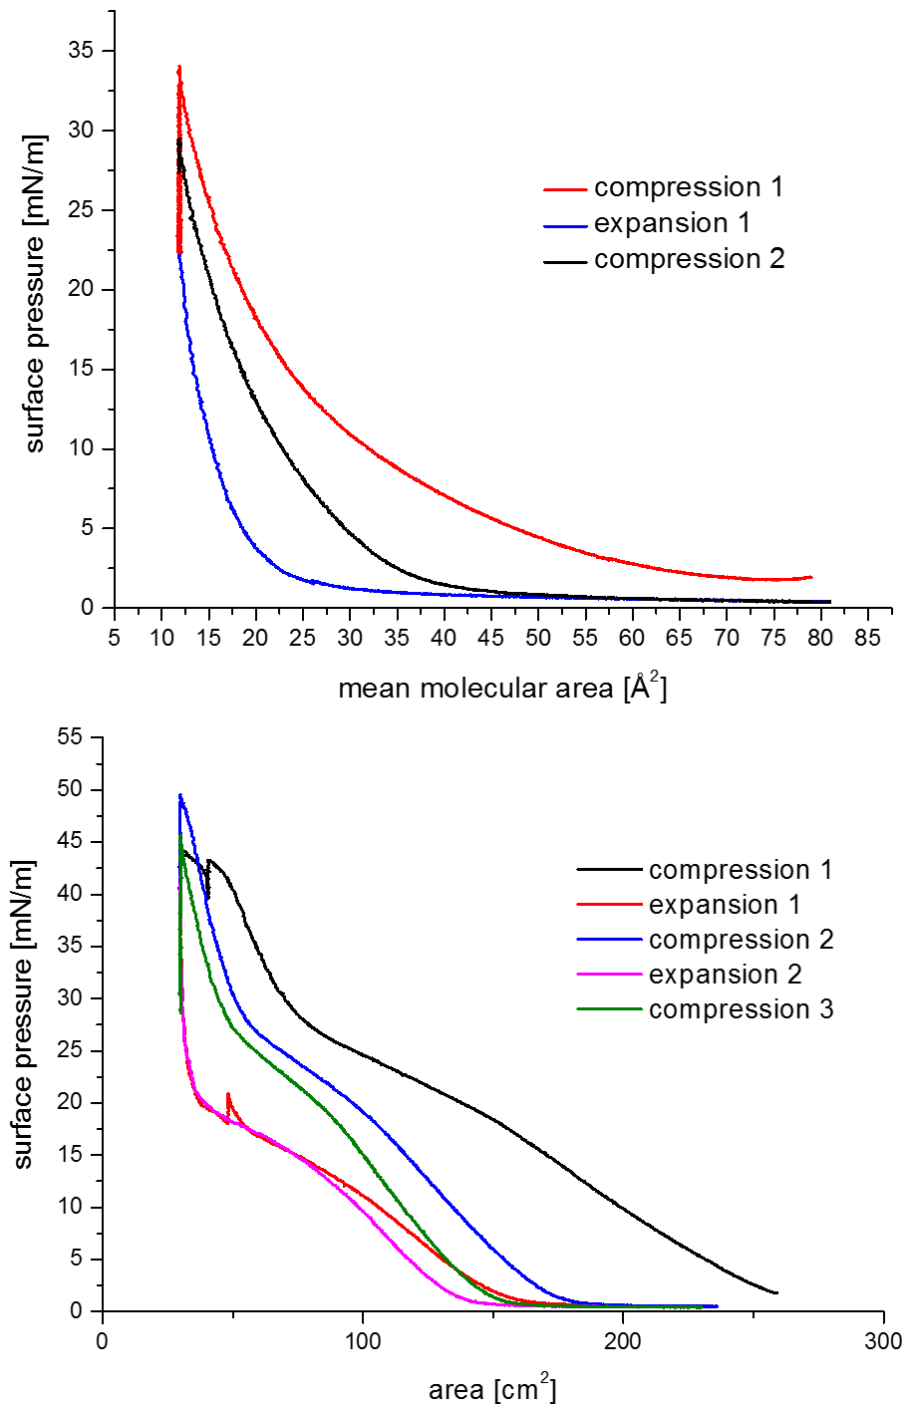 35
30
25
20
15
10
5
0
surface pressure [mN/m]
compression 1
expansion 1
compression 2
5 10 15 20 25 30 35 40 45 50 55 60 65 70 75 80 85
mean molecular area [Å²]
55
50
45
40
35
30
25
20
15
10
5
0
surface pressure [mN/m]
compression 1
expansion 1
compression 2
expansion 2
compression 3
0 100 200 300
area [cm²]